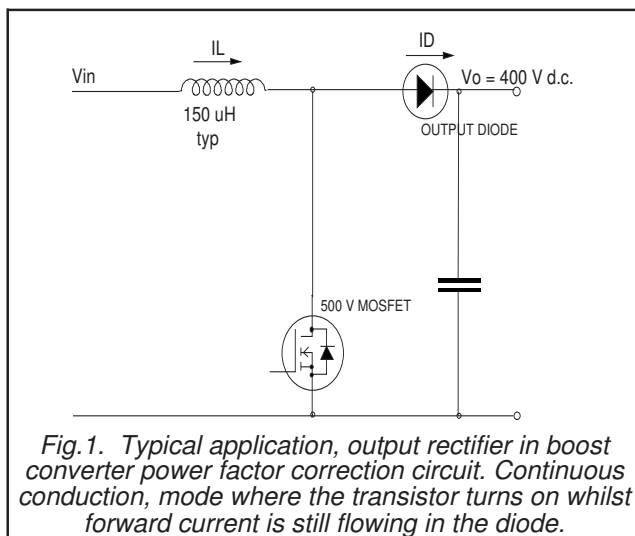 IL
ID
Vin
Vo = 400 V d.c.
150 uH
typ
OUTPUT DIODE
500 V MOSFET
Fig.1. Typical application, output rectifier in boost
converter power factor correction circuit. Continuous
conduction, mode where the transistor turns on whilst
forward current is still flowing in the diode.